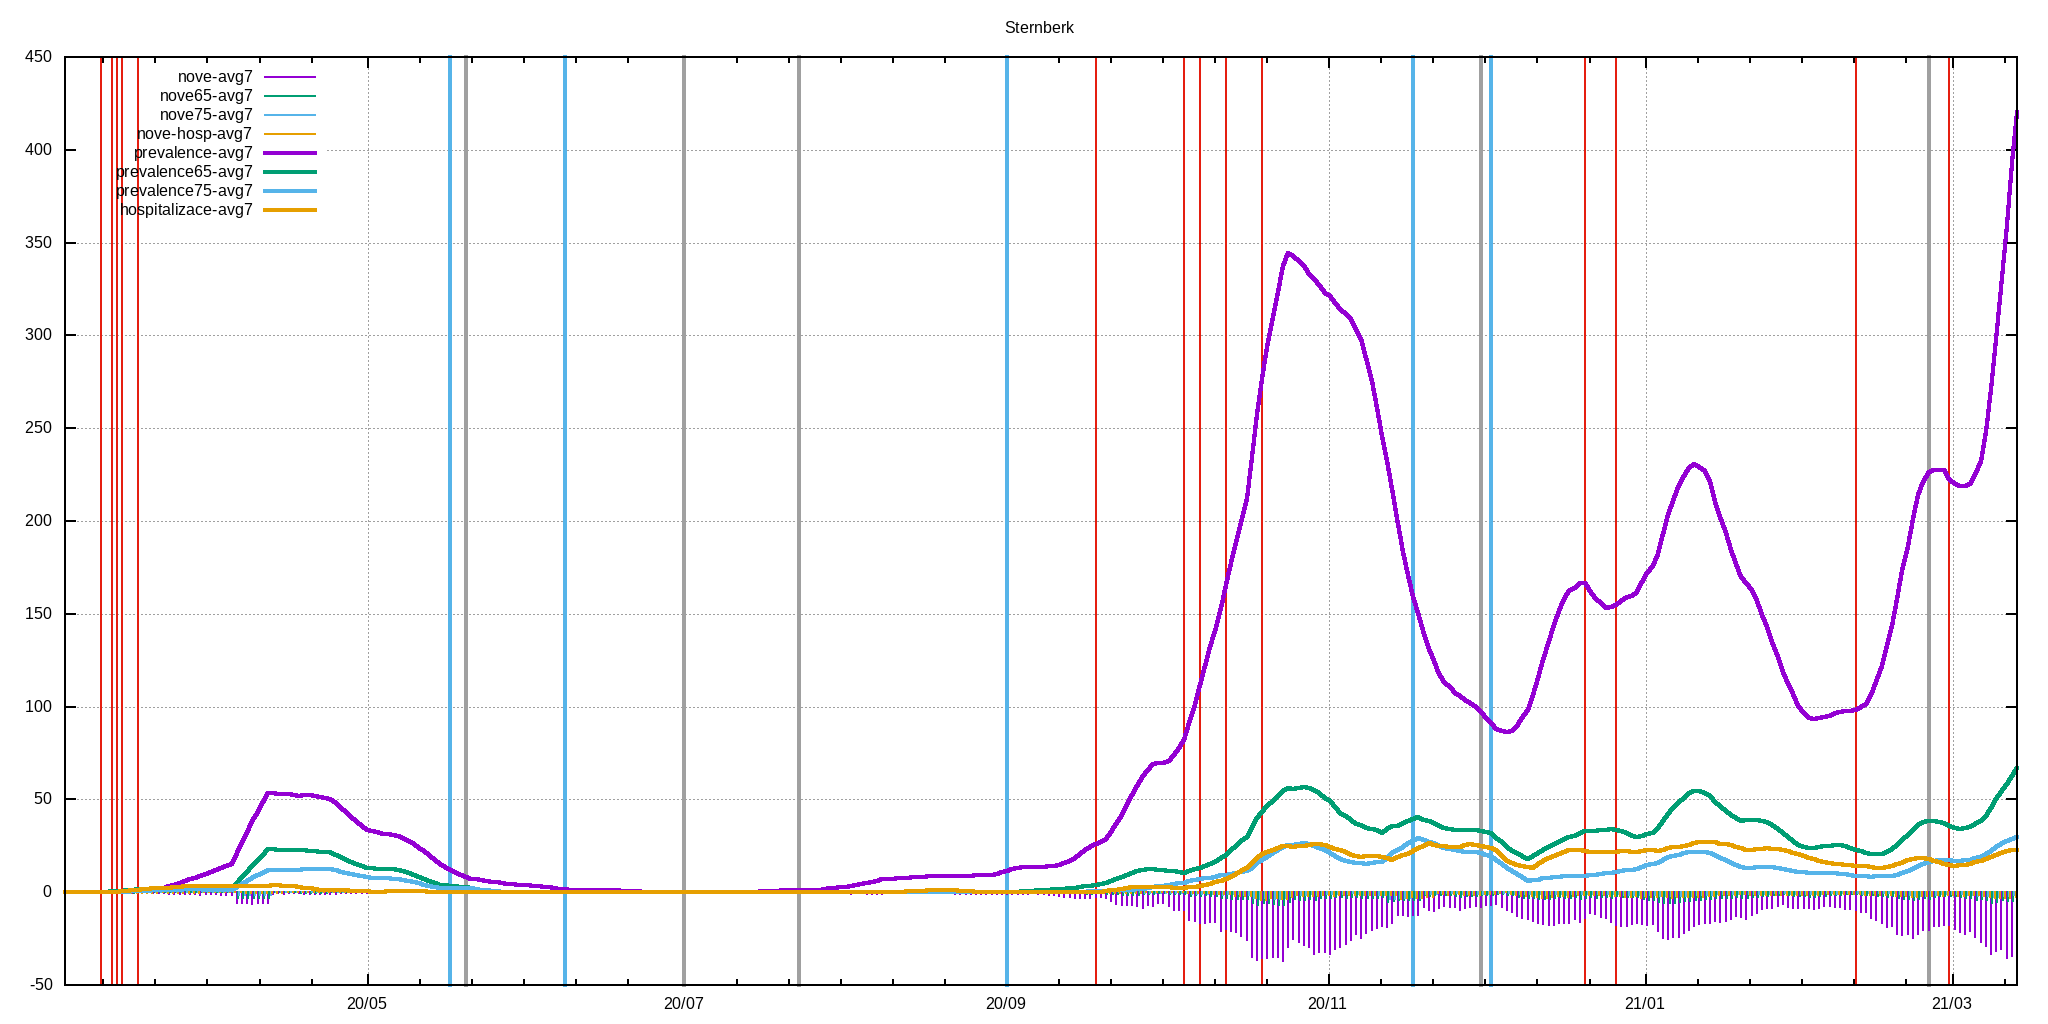 Sternberk
450
400
350
300
250
200
150
100
50
0
-50
nove-avg7
nove65-avg7
nove75-avg7
nove-hosp-avg7
prevalence-avg7
prevalence65-avg7
prevalence75-avg7
hospitalizace-avg7
20/05 20/07 20/09 20/11 21/01 21/03